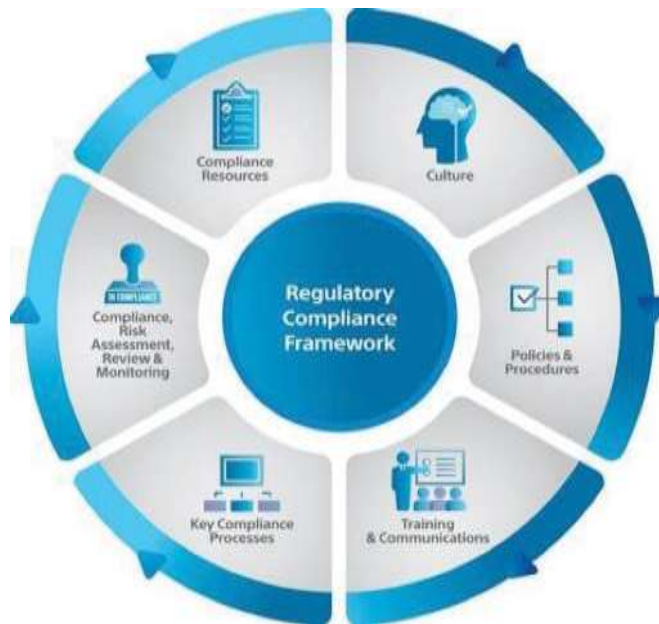 Regulatory
Compliance
Framework
Culture
Policies &
Procedures
Training
& Communications
Key Compliance
Processes
IN COMPLIANCE
Compliance,
Risk
Assessment,
Review &
Monitoring
Compliance
Resources